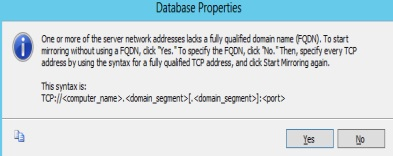 Database Properties
One or more of the server network addresses lacks a fully qualified domain name (FQDN). To start
mirroring without using a FQDN, click "Yes." To specify the FQDN, click "No." Then, specify every TCP
address by using the syntax for a fully qualified TCP address, and click Start Mirroring again.
This syntax is:
TCP://<computer_name>.<domain_segment>[.<domain_segment>]:<port>
Yes
No